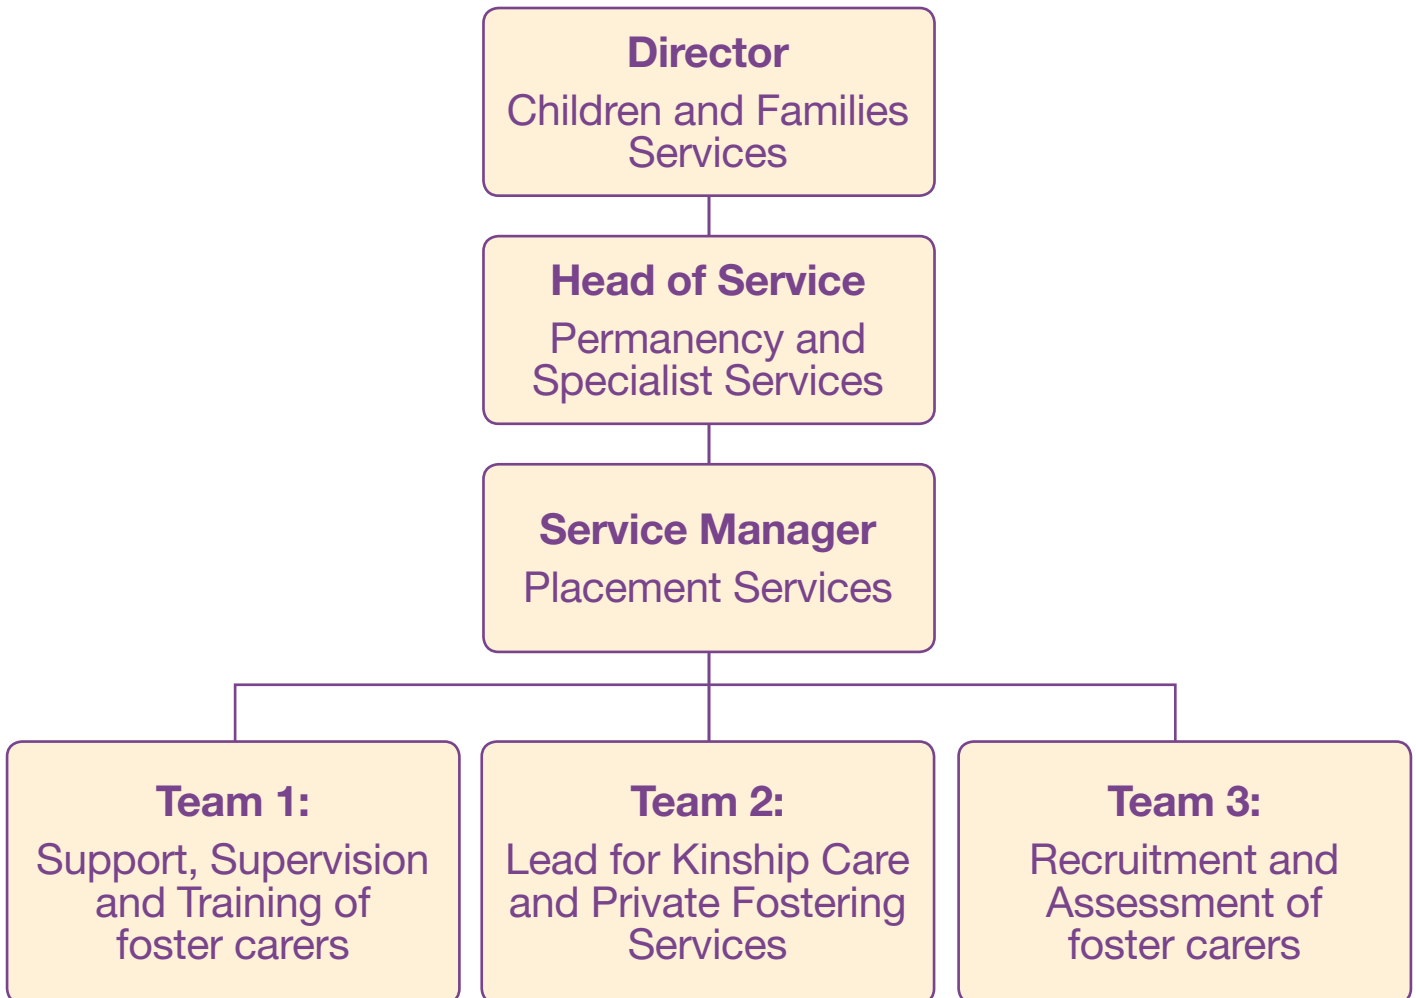 Director
Children and Families
Services
Head of Service
Permanency and
Specialist Services
Service Manager
Placement Services
Team 1:
Support, Supervision
and Training of
foster carers
Team 2:
Lead for Kinship Care
and Private Fostering
Services
Team 3:
Recruitment and
Assessment of
foster carers